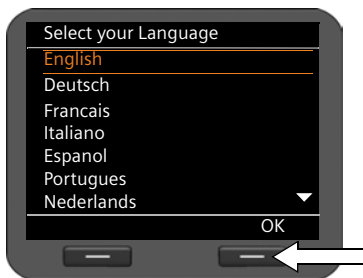 Select your Language
English
Deutsch
Francais
Italiano
Espanol
Portugues
Nederlands
OK